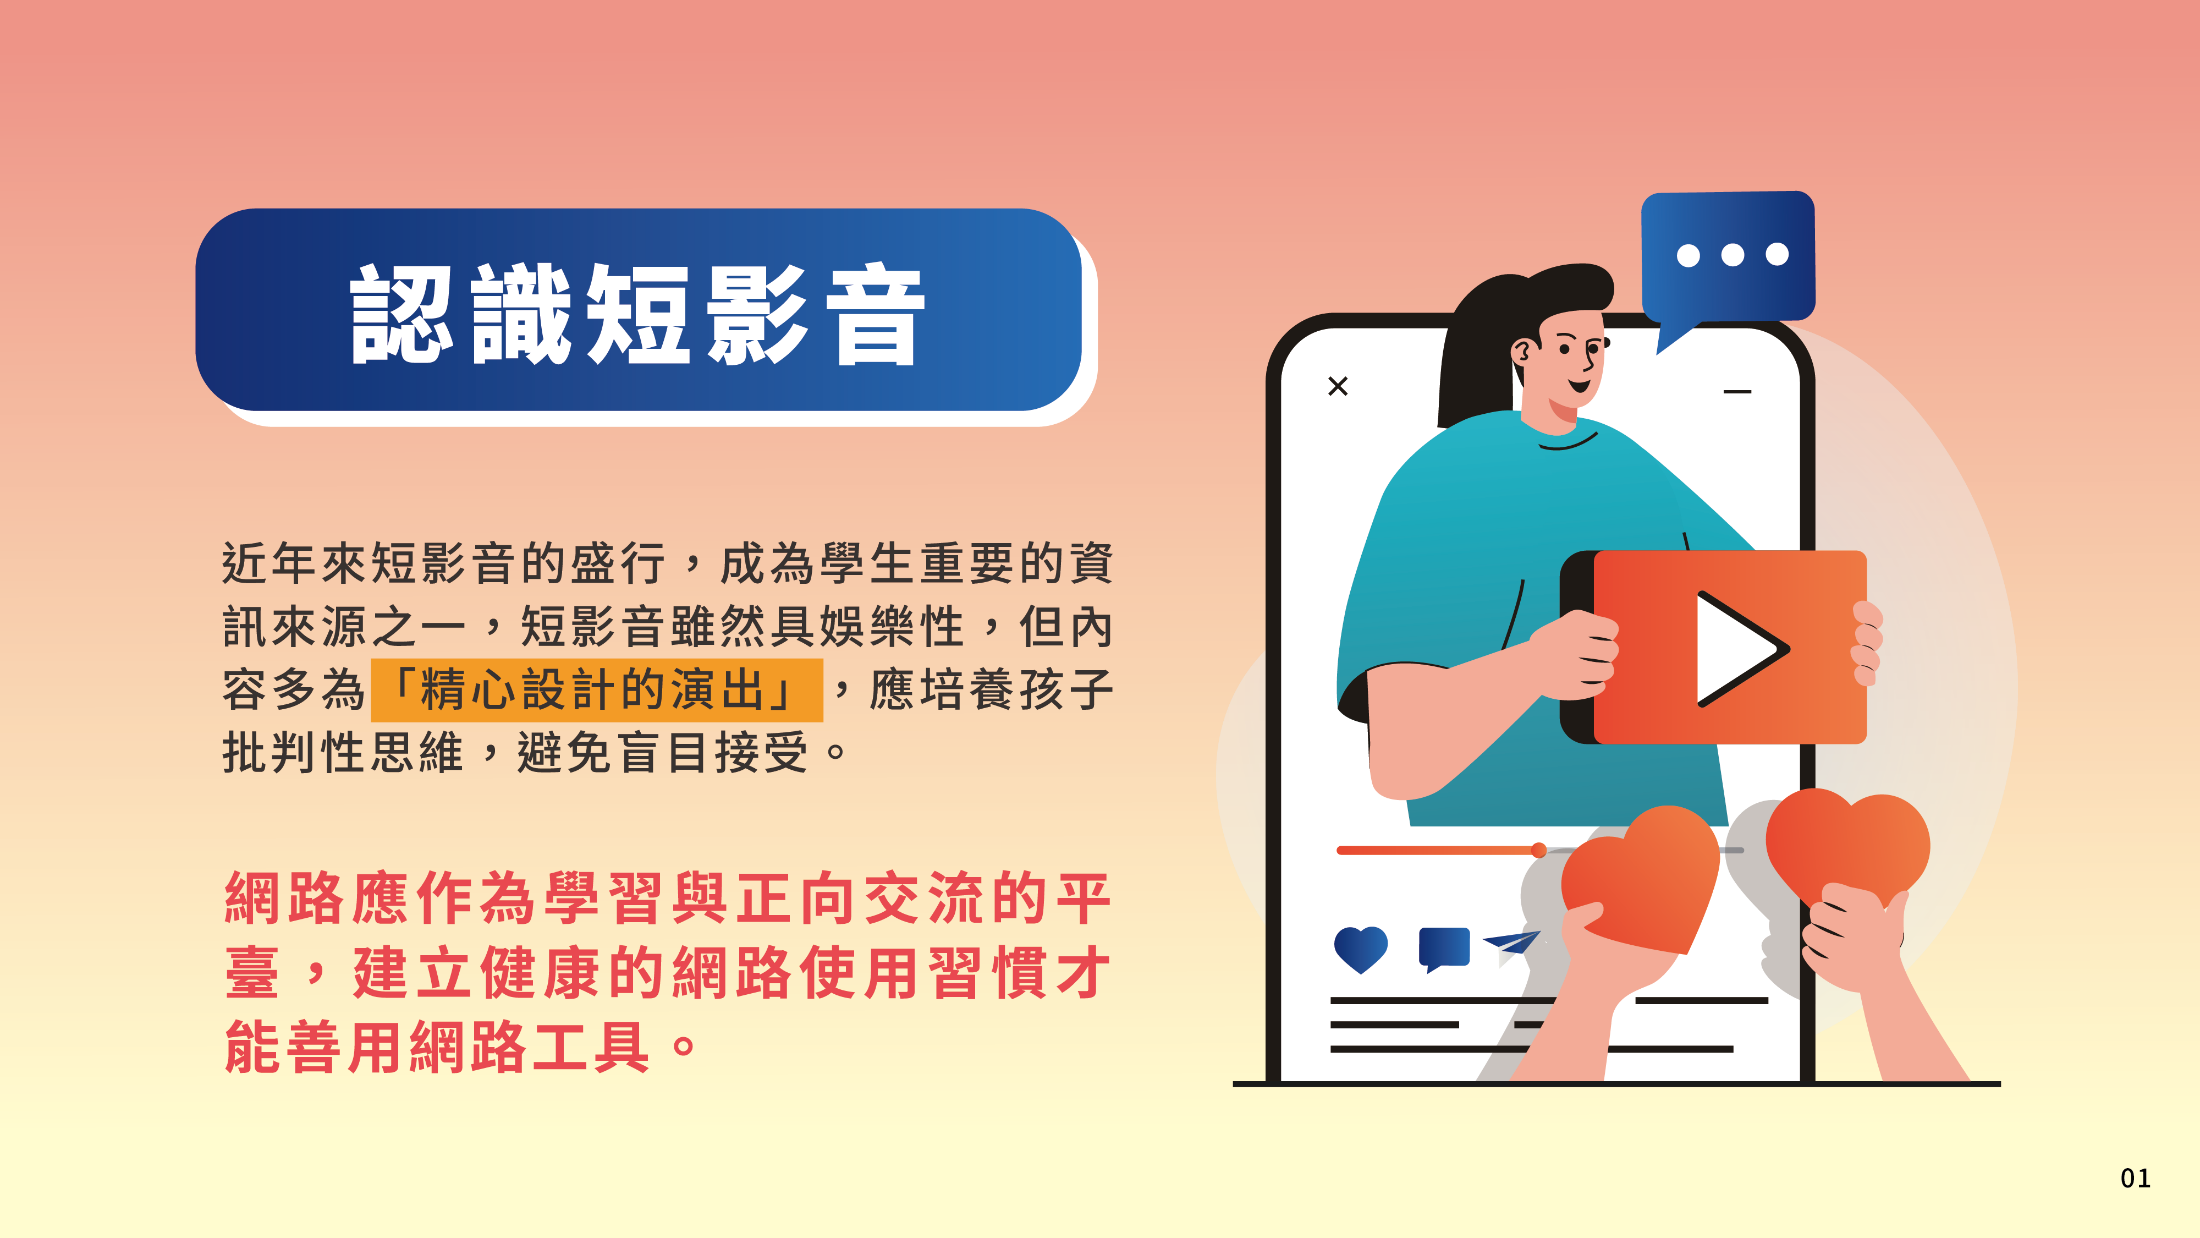 認識短影音
近年來短影音的盛行，成為學生重要的資
訊來源之一，短影音雖然具娛樂性，但內
容多為「精心設計的演出」，應培養孩子
批判性思維，避免盲目接受。
網路應作為學習與正向交流的平
臺，建立健康的網路使用習慣才
能善用網路工具。
01